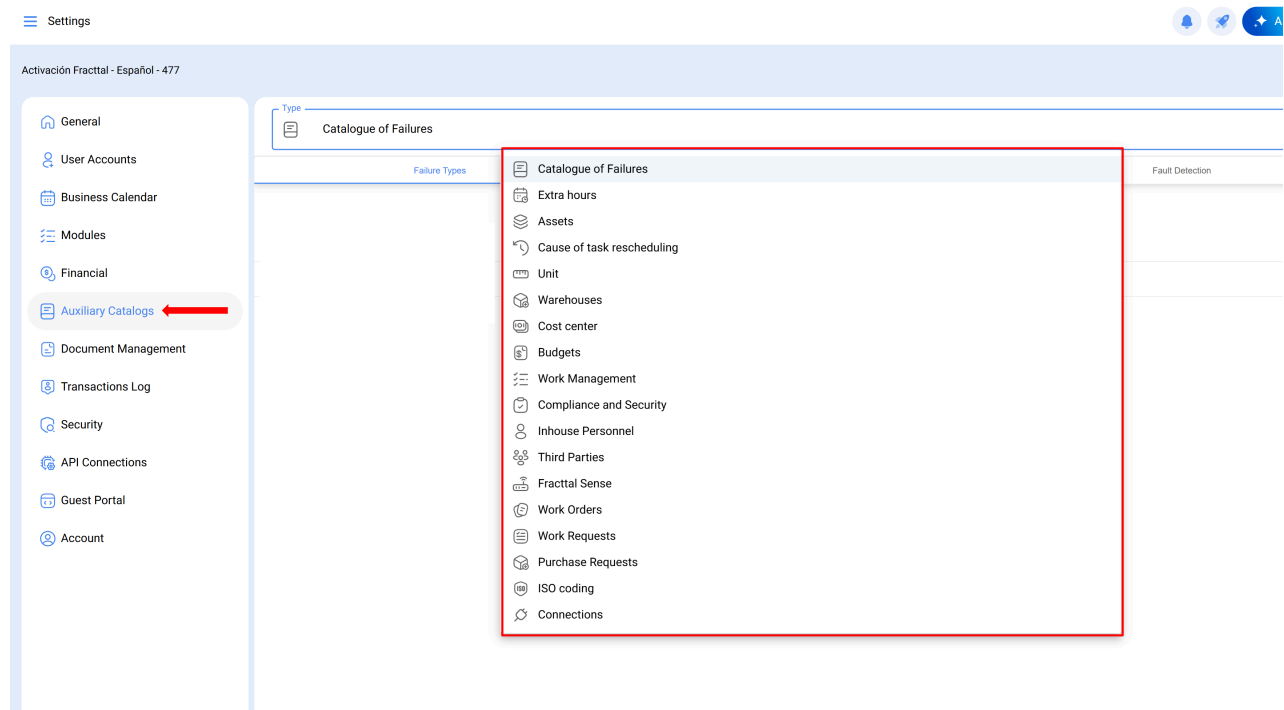 Settings
A
Activación Fracttal - Español - 477
General
User Accounts
Business Calendar
Modules
Financial
Auxiliary Catalogs
Document Management
Transactions Log
Security
API Connections
Guest Portal
Account
Type
Catalogue of Failures
Failure Types
Fault Detection
Catalogue of Failures
Extra hours
Assets
Cause of task rescheduling
Unit
Warehouses
Cost center
Budgets
Work Management
Compliance and Security
Inhouse Personnel
Third Parties
Fracttal Sense
Work Orders
Work Requests
Purchase Requests
ISO coding
Connections